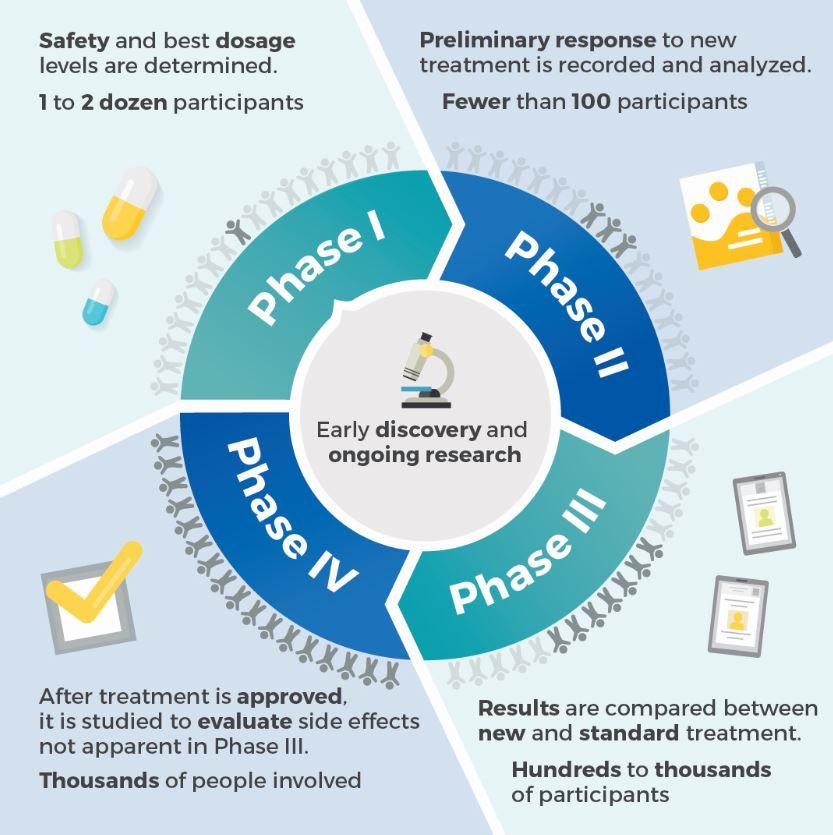 Safety and best dosage
levels are determined.
1 to 2 dozen participants
Preliminary response to new
treatment is recorded and analyzed.
Fewer than 100 participants
Phase I
Phase II
Early discovery and
ongoing research
Phase IV
Phase III
After treatment is approved,
it is studied to evaluate side effects
not apparent in Phase III.
Thousands of people involved
Results are compared between
new and standard treatment.
Hundreds to thousands
of participants